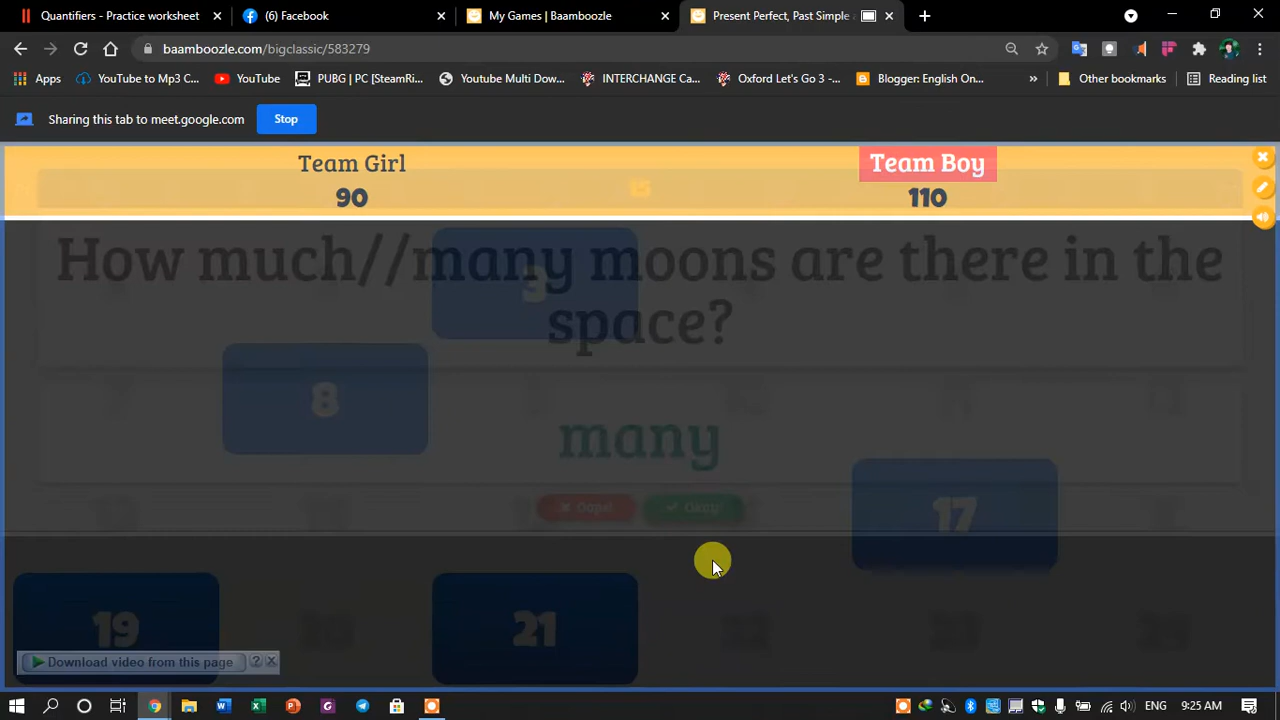 Quantifiers - Practice worksheet
(6) Facebook
My Games | Baamboozle
Present Perfect, Past Simple
baamboozle.com/bigclassic/583279
Apps
YouTube to Mp3 C...
YouTube
PUBG | PC [SteamRi...
Youtube Multi Dow...
INTERCHANGE Ca...
Oxford Let's Go 3 -...
Blogger: English On...
»
Other bookmarks
Reading list
Sharing this tab to meet.google.com
Stop
Team Girl
Team Boy
90
15
110
How much//many moons are there in the
3
space?
8
many
17
Oops!
Okay!
19
21
Download video from this page
?
ENG
9:25 AM